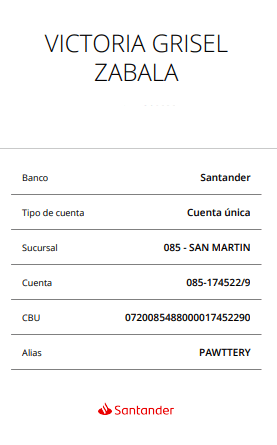 VICTORIA GRISEL
ZABALA
Banco Santander
Tipo de cuenta Cuenta única
Sucursal 085 - SAN MARTIN
Cuenta 085-174522/9
CBU 0720085488000017452290
Alias PAWTTERY
Santander